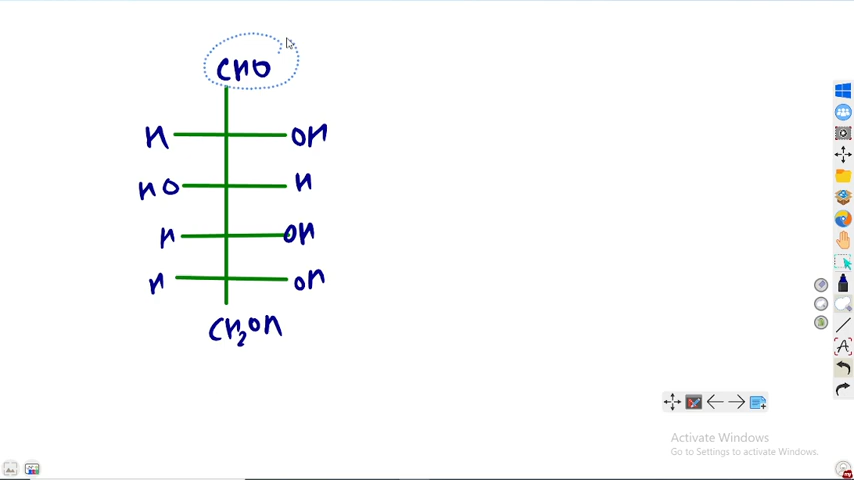 CHO
H OH
HO H
H OH
H OH
CH₂OH
Activate Windows
Go to Settings to activate Windows.